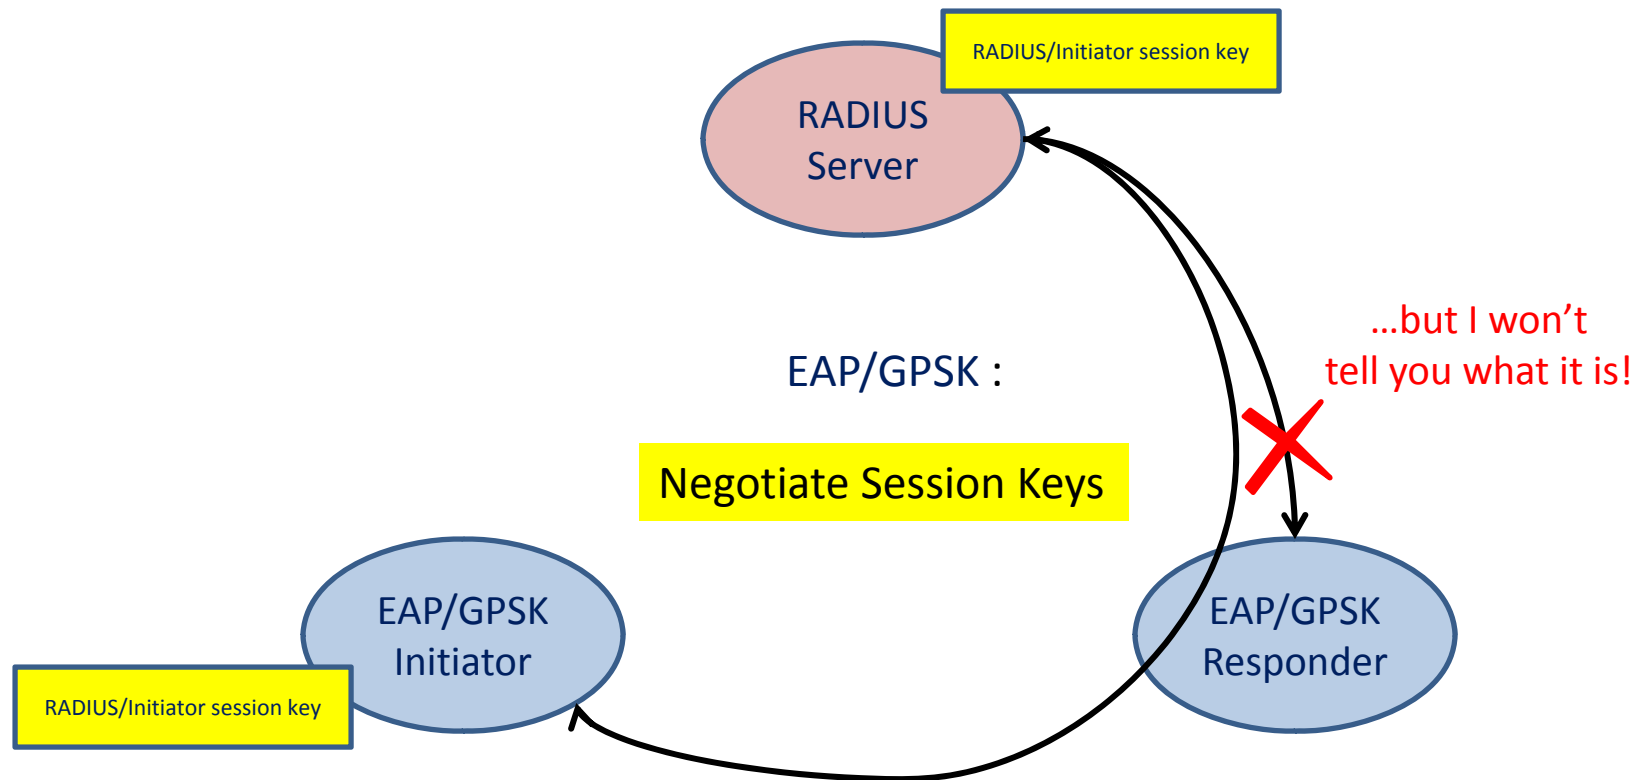 RADIUS/Initiator session key
RADIUS
Server
…but I won’t
tell you what it is!
EAP/GPSK :
Negotiate Session Keys
EAP/GPSK
Initiator
EAP/GPSK
Responder
RADIUS/Initiator session key